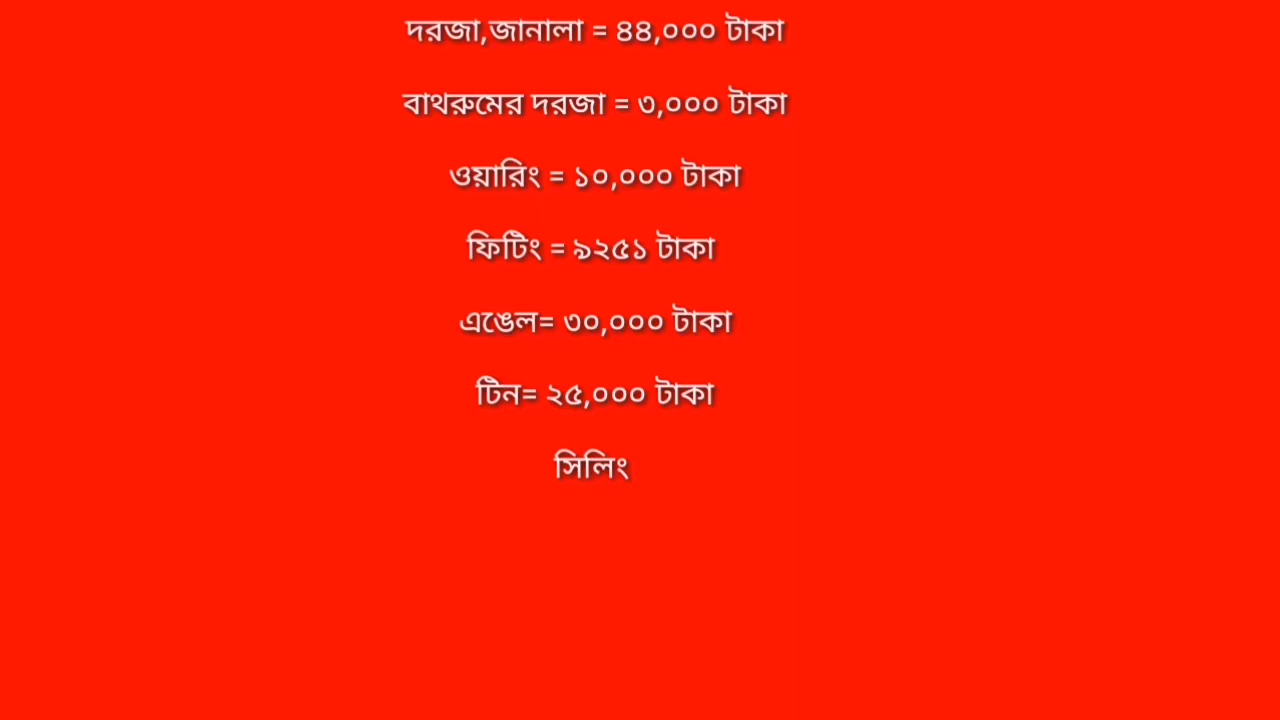 দরজা,জানালা = ৪৪,০০০ টাকা
বাথরুমের দরজা = ৩,০০০ টাকা
ওয়ারিং = ১০,০০০ টাকা
ফিটিং = ৯২৫১ টাকা
এঙেল= ৩০,০০০ টাকা
টিন= ২৫,০০০ টাকা
সিলিং